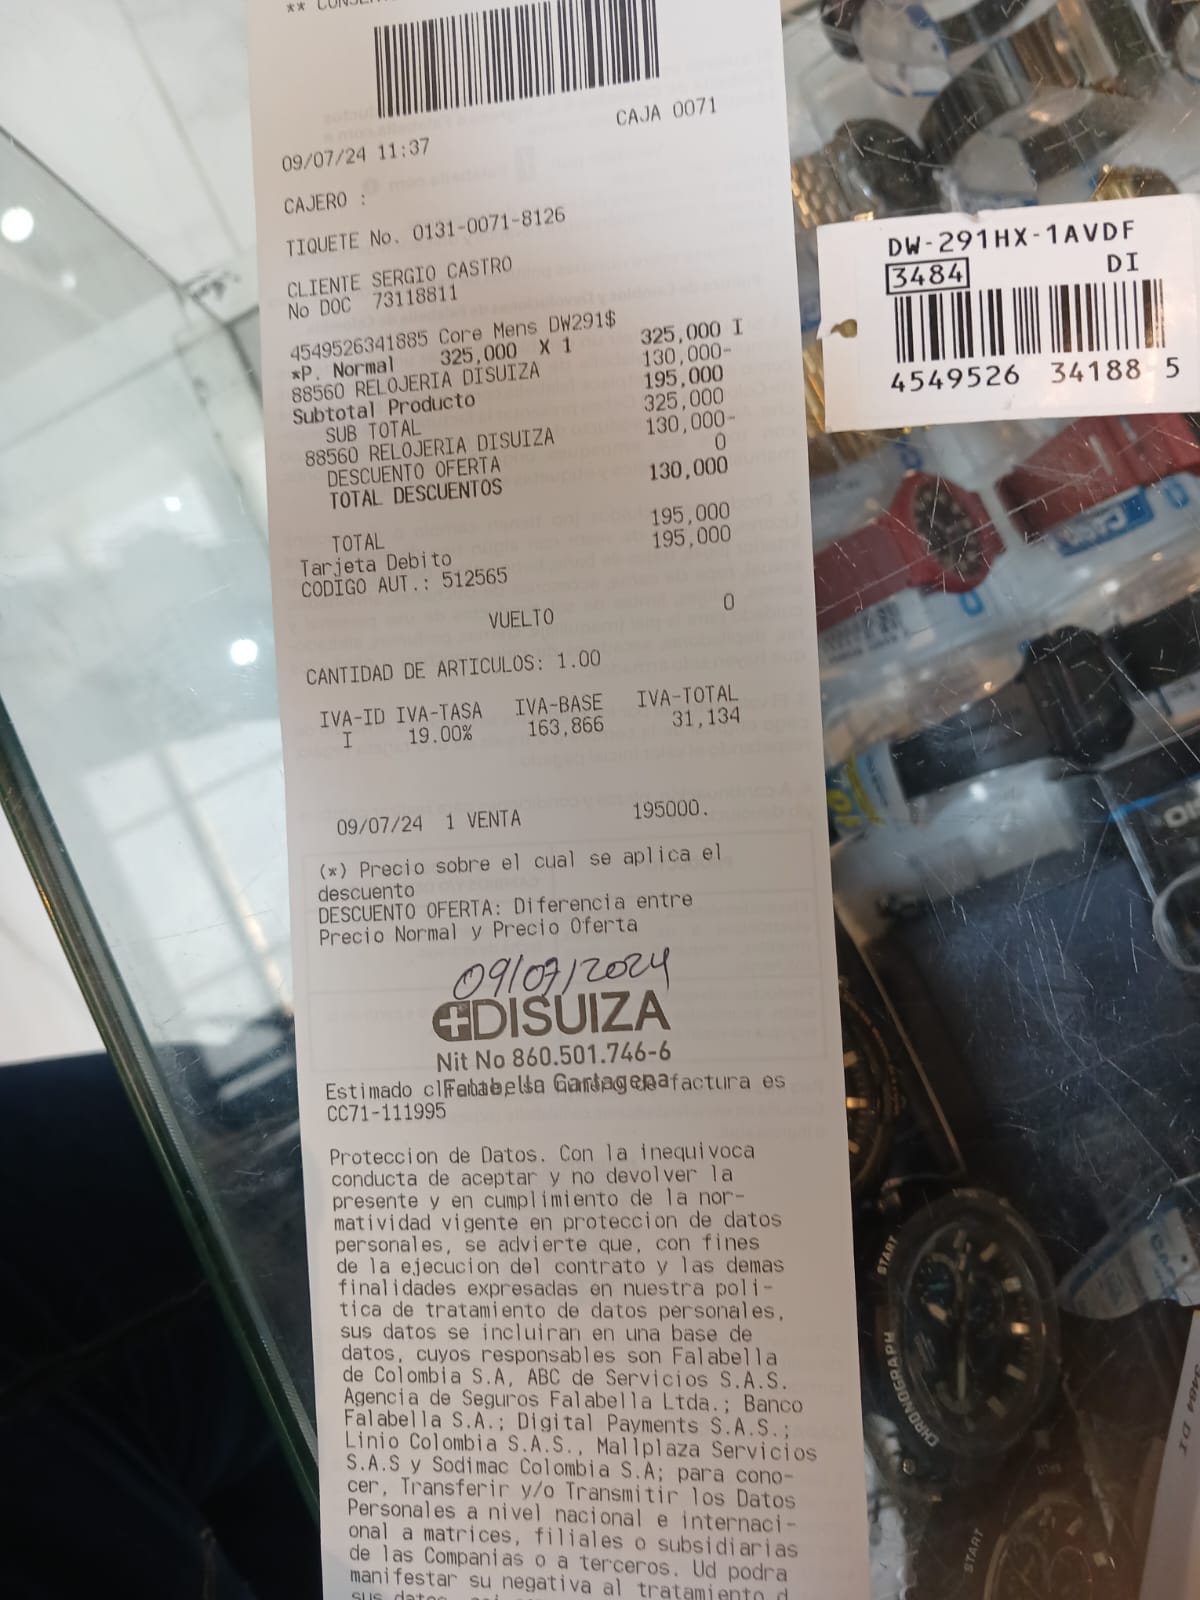 CAJA 0071
09/07/24 11:37
CAJERO :
TIQUETE No. 0131-0071-8126
CLIENTE SERGIO CASTRO
No DOC 73118811
4549526341885 Core Mens DW291$
325,000 I
*P. Normal 325,000 X 1
130,000-
88560 RELOJERIA DISUIZA
195,000
Subtotal Producto
325,000
SUB TOTAL
130,000-
88560 RELOJERIA DISUIZA
0
DESCUENTO OFERTA
130,000
TOTAL DESCUENTOS
195,000
TOTAL
195,000
Tarjeta Debito
CODIGO AUT.: 512565
VUELTO 0
CANTIDAD DE ARTICULOS: 1.00
IVA-ID IVA-TASA IVA-BASE IVA-TOTAL
I 19.00% 163,866 31,134
09/07/24 1 VENTA 195000.
(*) Precio sobre el cual se aplica el
descuento
DESCUENTO OFERTA: Diferencia entre
Precio Normal y Precio Oferta
09/07/2024
DISUIZA
Nit No 860.501.746-6
Falabella Cartagena
Estimado factura es
CC71-111995
Proteccion de Datos. Con la inequivoca
conducta de aceptar y no devolver la
presente y en cumplimiento de la nor-
matividad vigente en proteccion de datos
personales, se advierte que, con fines
de la ejecucion del contrato y las demas
finalidades expresadas en nuestra poli-
tica de tratamiento de datos personales,
sus datos se incluiran en una base de
datos, cuyos responsables son Falabella
de Colombia S.A, ABC de Servicios S.A.S.
Agencia de Seguros Falabella Ltda.; Banco
Falabella S.A.; Digital Payments S.A.S.;
Linio Colombia S.A.S., Mallplaza Servicios
S.A.S y Sodimac Colombia S.A; para cono-
cer, Transferir y/o Transmitir los Datos
Personales a nivel nacional e internaci-
onal a matrices, filiales o subsidiarias
de las Companias o a terceros. Ud podra
manifestar su negativa al tratamiento d
DW-291HX-1AVDF
3484 DI
4549526 34188 5
START
CHRONOGRAPH
START